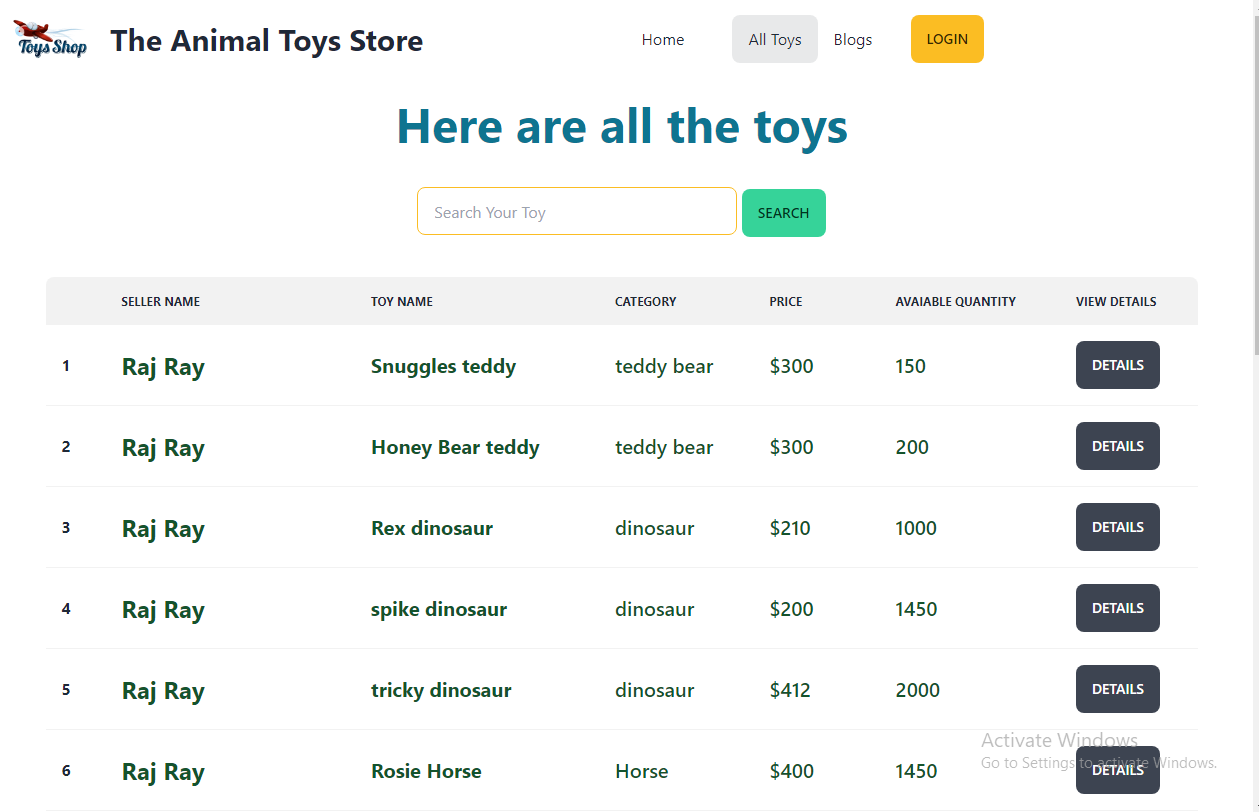 Toys Shop The Animal Toys Store Home All Toys Blogs LOGIN
Here are all the toys
Search Your Toy SEARCH
SELLER NAME TOY NAME CATEGORY PRICE AVAIABLE QUANTITY VIEW DETAILS
1 Raj Ray Snuggles teddy teddy bear $300 150 DETAILS
2 Raj Ray Honey Bear teddy teddy bear $300 200 DETAILS
3 Raj Ray Rex dinosaur dinosaur $210 1000 DETAILS
4 Raj Ray spike dinosaur dinosaur $200 1450 DETAILS
5 Raj Ray tricky dinosaur dinosaur $412 2000 DETAILS
Activate Windows
Go to Settings to activate Windows.
6 Raj Ray Rosie Horse Horse $400 1450 DETAILS